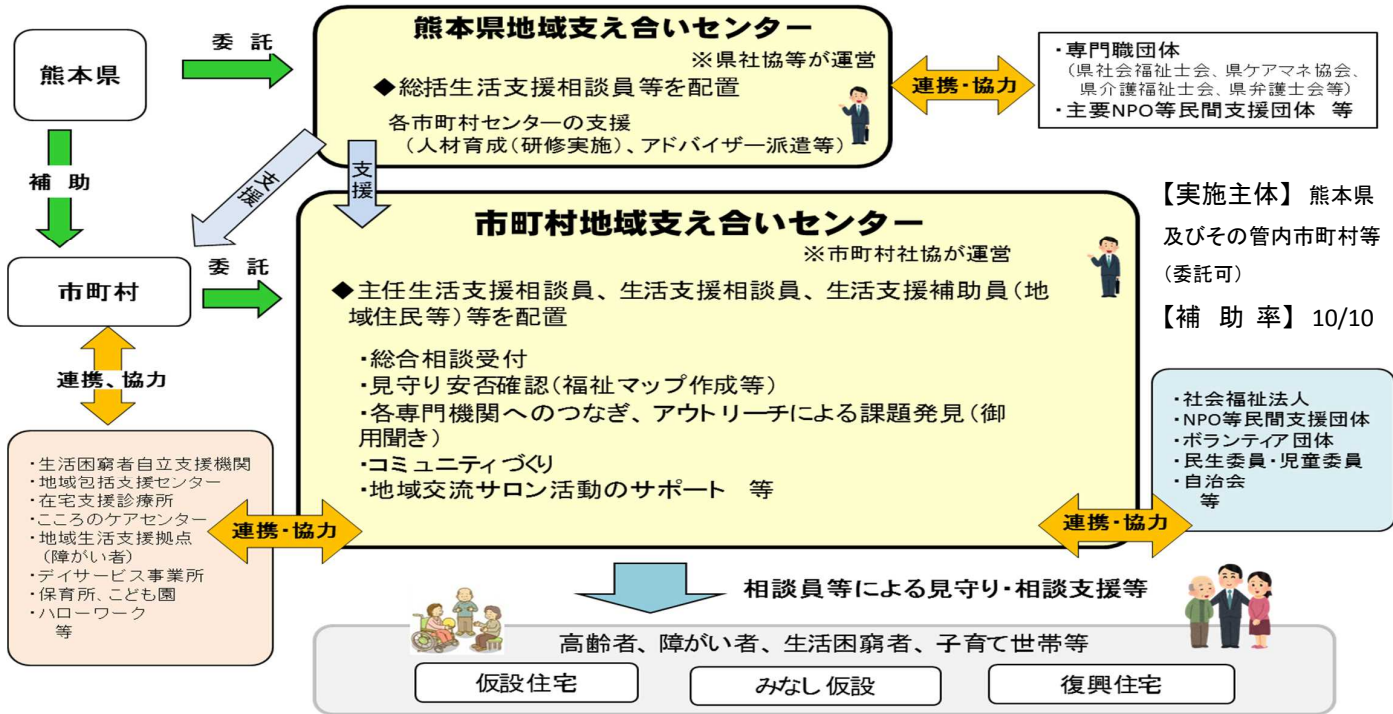 熊本県
委 託
補 助
熊本県地域支え合いセンター
※県社協等が運営
◆総括生活支援相談員等を配置
各市町村センターの支援
（人材育成（研修実施）、アドバイザー派遣等）
連携・協力
・専門職団体
（県社会福祉士会、県ケアマネ協会、
県介護福祉士会、県弁護士会等）
・主要NPO等民間支援団体 等
支援
支援
市町村
委 託
市町村地域支え合いセンター
※市町村社協が運営
◆主任生活支援相談員、生活支援相談員、生活支援補助員（地
域住民等）等を配置
・総合相談受付
・見守り安否確認（福祉マップ作成等）
・各専門機関へのつなぎ、アウトリーチによる課題発見（御
用聞き）
・コミュニティづくり
・地域交流サロン活動のサポート 等
【実施主体】 熊本県
及びその管内市町村等
（委託可）
【補 助 率】 10/10
連携、協力
・生活困窮者自立支援機関
・地域包括支援センター
・在宅支援診療所
・こころのケアセンター
・地域生活支援拠点
（障がい者）
・デイサービス事業所
・保育所、こども園
・ハローワーク
等
連携・協力
連携・協力
・社会福祉法人
・NPO等民間支援団体
・ボランティア団体
・民生委員・児童委員
・自治会
等
相談員等による見守り・相談支援等
高齢者、障がい者、生活困窮者、子育て世帯等
仮設住宅
みなし仮設
復興住宅